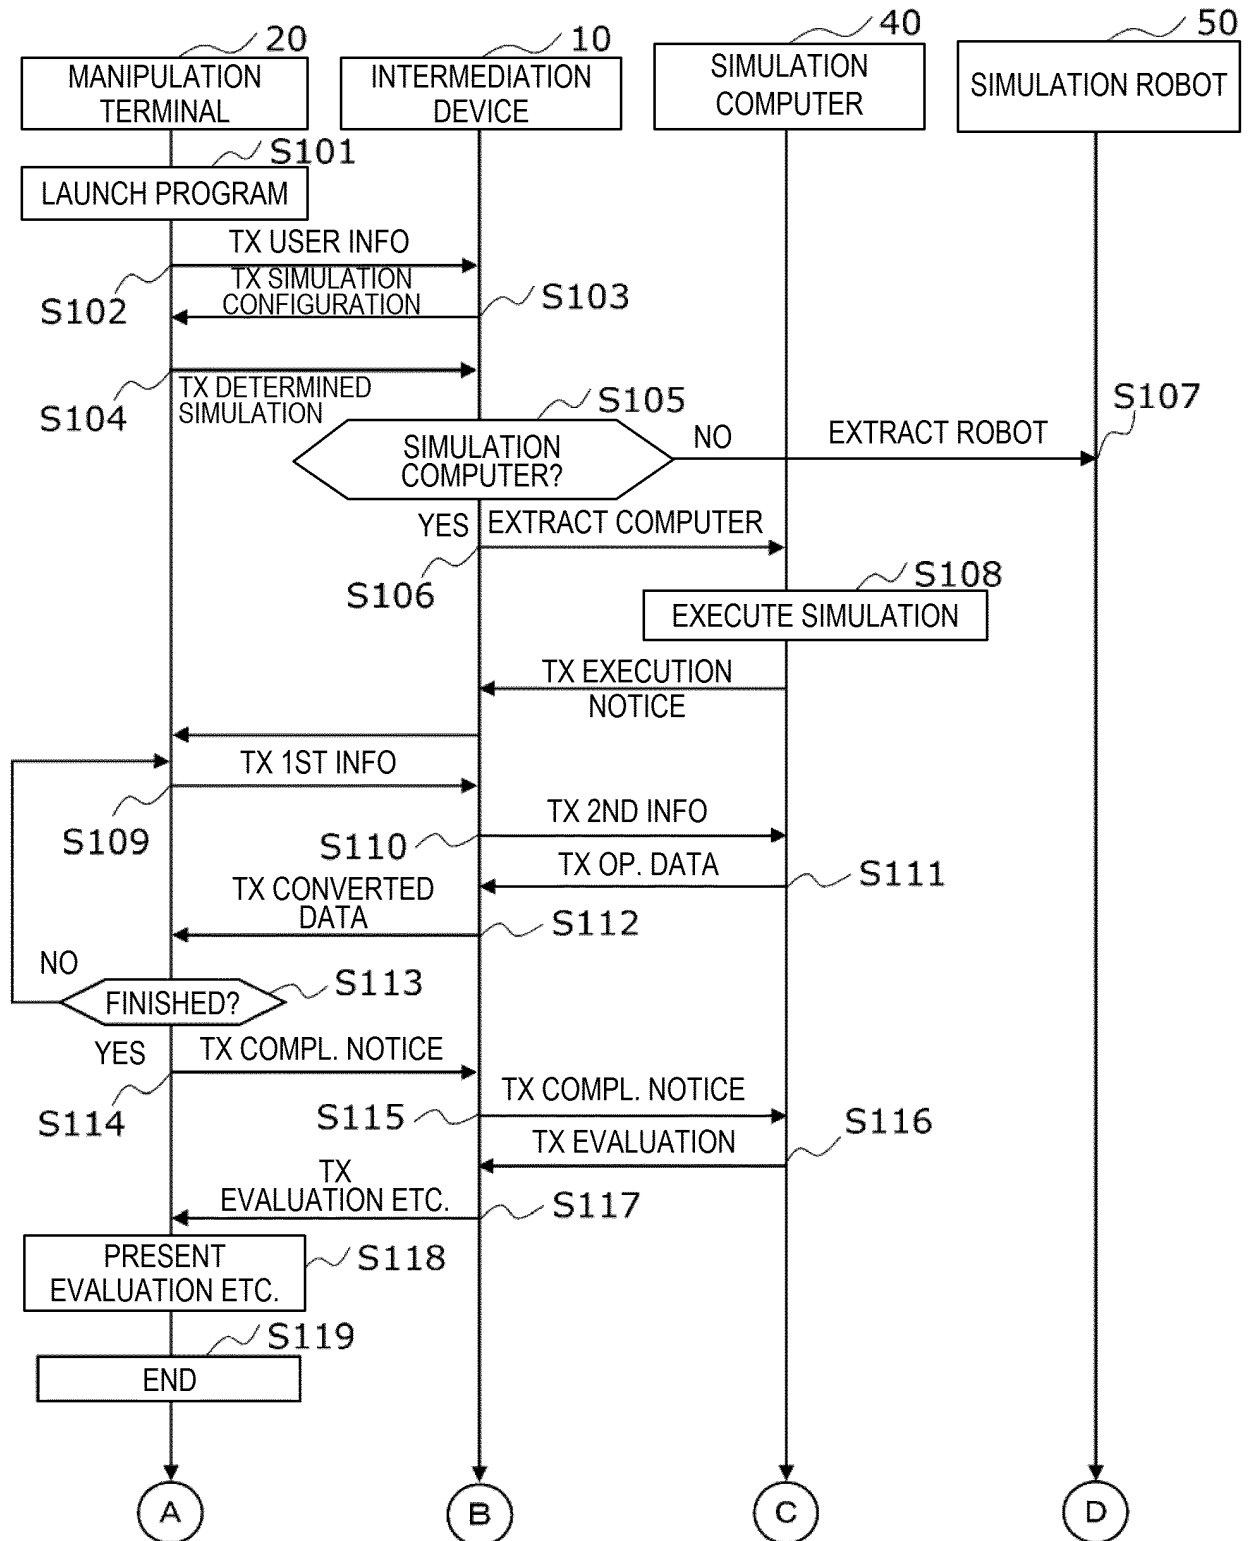 20
10
40
50
MANIPULATION
TERMINAL
INTERMEDIATION
DEVICE
SIMULATION
COMPUTER
SIMULATION ROBOT
S101
LAUNCH PROGRAM
TX USER INFO
S102
TX SIMULATION
CONFIGURATION
S103
S104
TX DETERMINED
SIMULATION
S105
SIMULATION
COMPUTER?
NO
EXTRACT ROBOT
S107
YES
EXTRACT COMPUTER
S106
S108
EXECUTE SIMULATION
TX EXECUTION
NOTICE
TX 1ST INFO
S109
TX 2ND INFO
S110
TX OP. DATA
S111
TX CONVERTED
DATA
S112
NO
S113
FINISHED?
YES
TX COMPL. NOTICE
S114
TX COMPL. NOTICE
S115
S116
TX EVALUATION
TX
EVALUATION ETC.
S117
PRESENT
EVALUATION ETC.
S118
S119
END
A
B
C
D